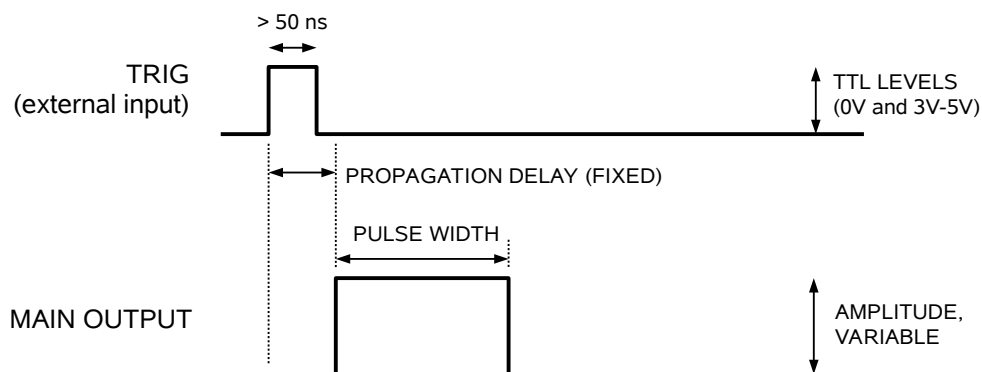 > 50 ns
TRIG
(external input)
TTL LEVELS
(0V and 3V-5V)
PROPAGATION DELAY (FIXED)
PULSE WIDTH
MAIN OUTPUT
AMPLITUDE,
VARIABLE